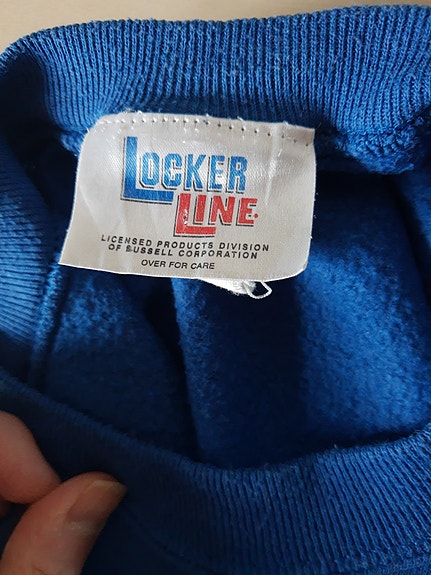 LOCKER
LINE
LICENSED PRODUCTS DIVISION
OF RUSSELL CORPORATION
OVER FOR CARE